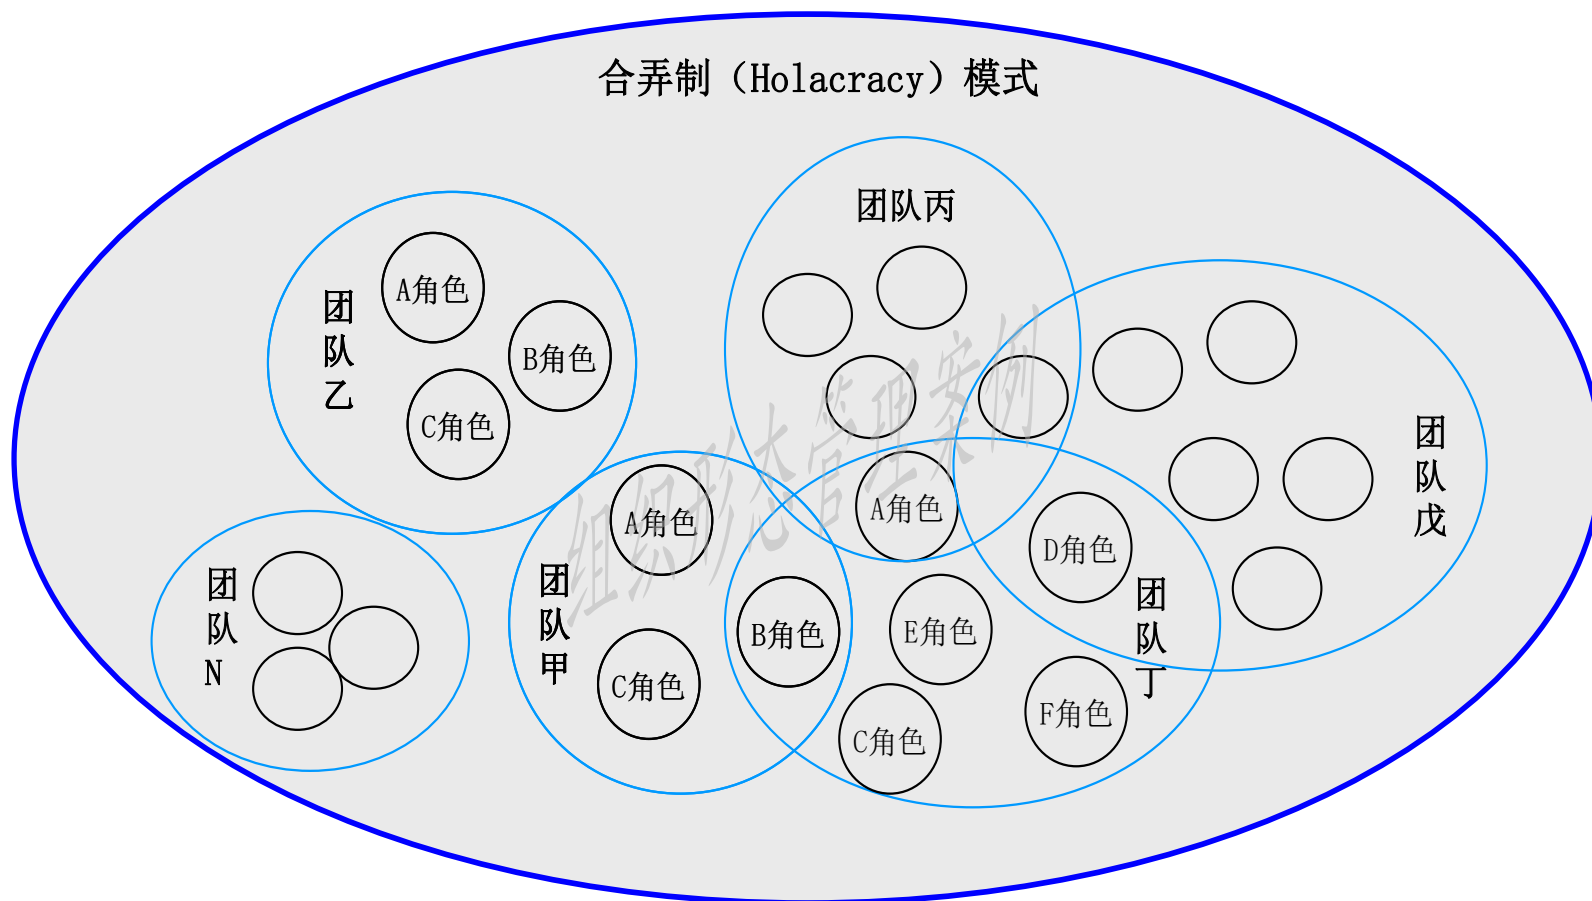 合弄制（Holacracy）模式
团队丙
团队乙
A角色
B角色
C角色
团队戊
团队甲
A角色
B角色
C角色
团队丁
A角色
D角色
E角色
C角色
F角色
团队N
组织形态管理案例